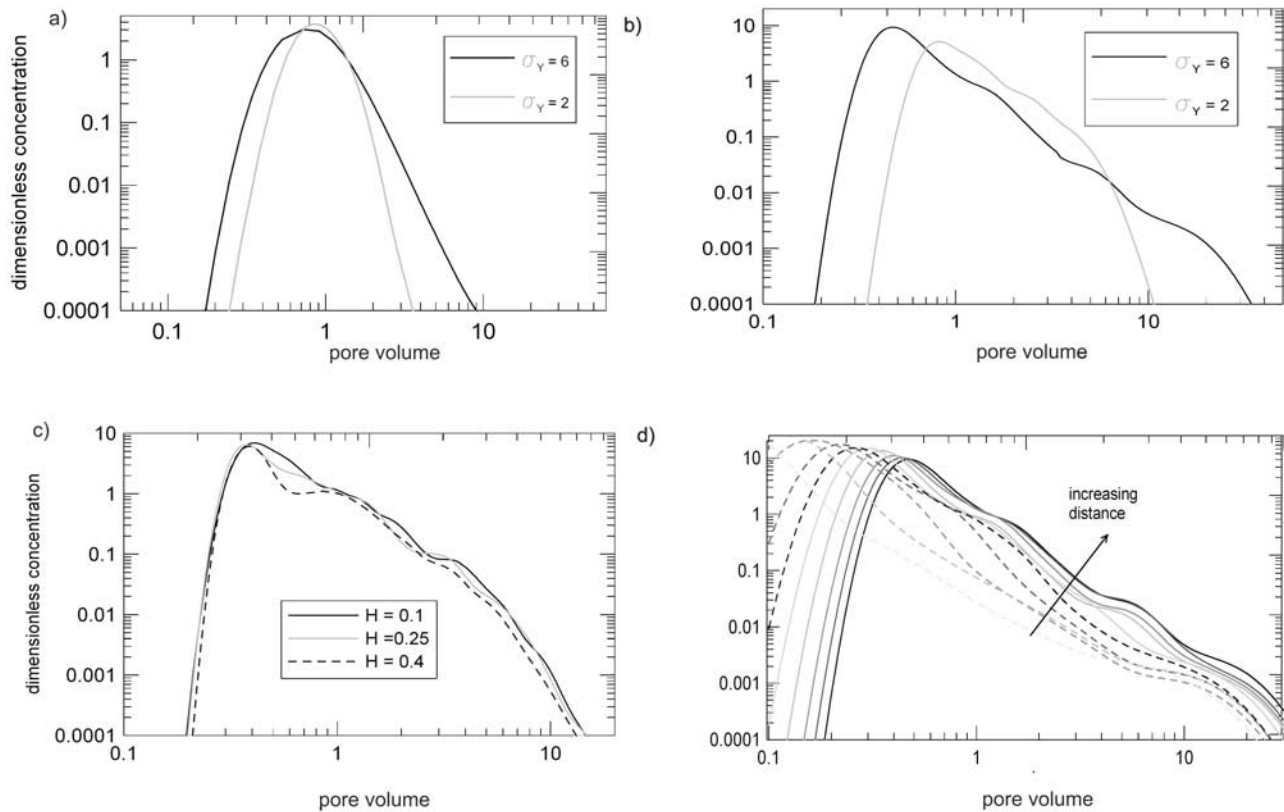 a)
1
0.1
0.01
0.001
0.0001
0.1 1 10
pore volume
dimensionless concentration
σY = 6
σY = 2
b)
10
1
0.1
0.01
0.001
0.0001
0.1 1 10
pore volume
σY = 6
σY = 2
c)
10
1
0.1
0.01
0.001
0.0001
0.1 1 10
pore volume
dimensionless concentration
H = 0.1
H =0.25
H = 0.4
d)
10
1
0.1
0.01
0.001
0.0001
0.1 1 10
pore volume
increasing
distance